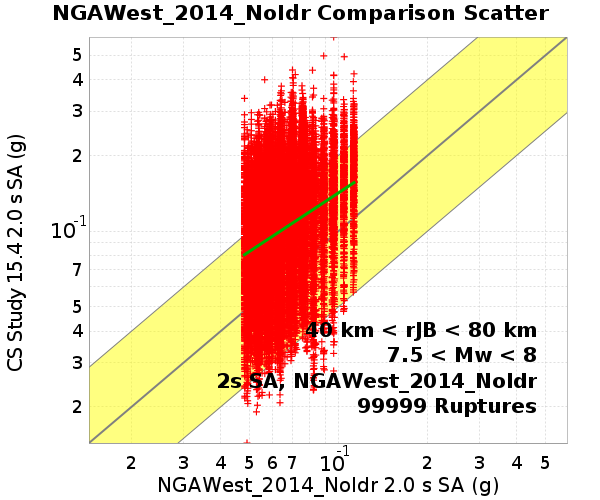 NGAWest_2014_NoIdr Comparison Scatter
5
4
3
2
10^-1
7
5
4
3
2
CS Study 15.4 2.0 s SA (g)
40 km < rJB < 80 km
7.5 < Mw < 8
2s SA, NGAWest_2014_NoIdr
99999 Ruptures
2 3 4 5 6 7 10^-1 2 3 4 5
NGAWest_2014_NoIdr 2.0 s SA (g)